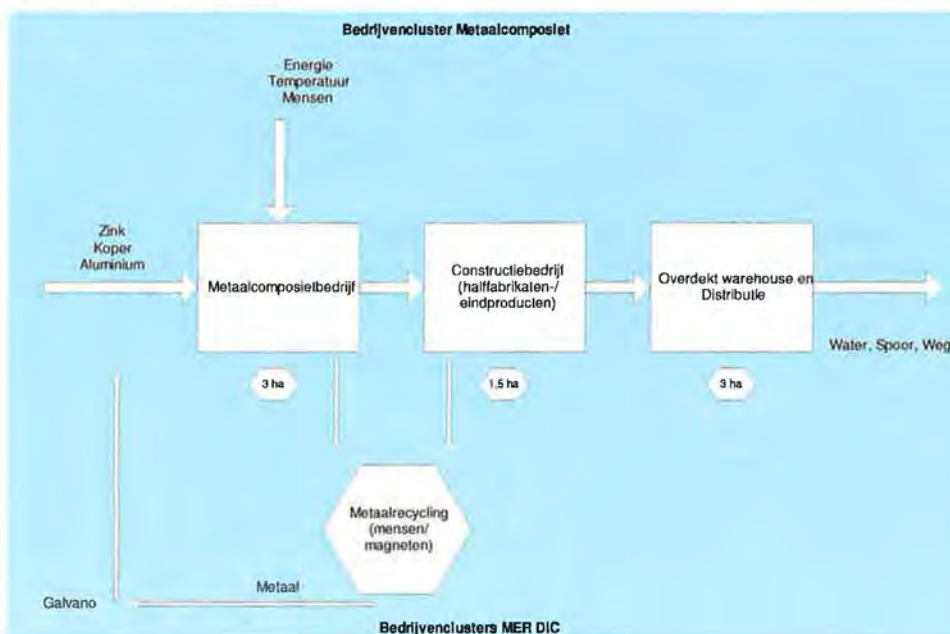 Bedrijvencluster Metaalcomposiet
Energie
Temperatuur
Mensen
Zink
Koper
Aluminium
Metaalcomposietbedrijf
Constructiebedrijf
(halffabrikaten-/
eindproducten)
Overdekt warehouse en
Distributie
Water, Spoor, Weg
3 ha
1,5 ha
3 ha
Metaalrecycling
(mensen/
magneten)
Metaal
Galvano
Bedrijvenclusters MER DIC